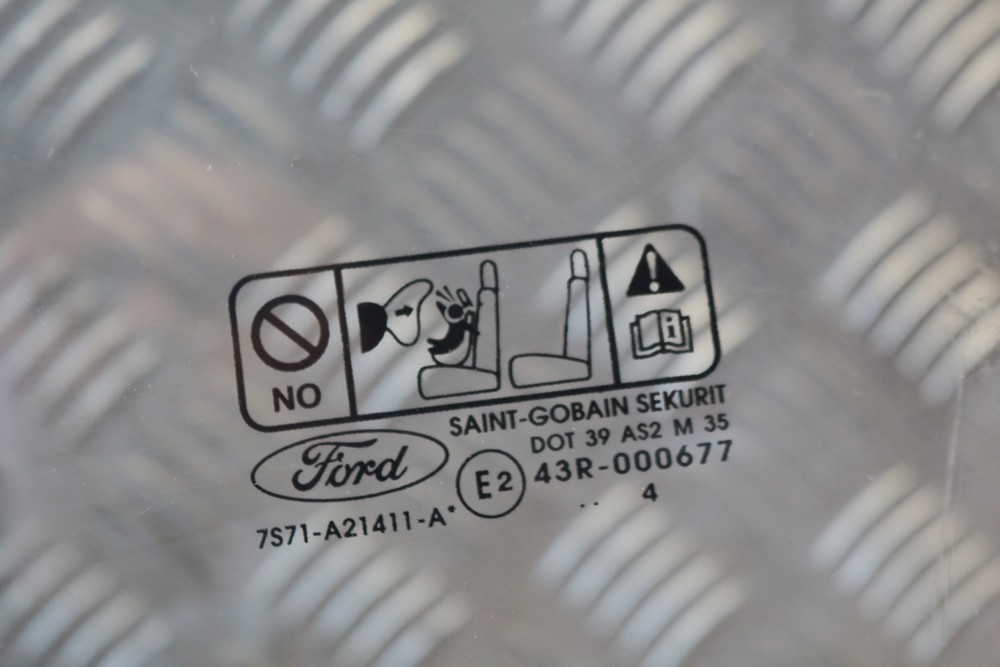 NO
SAINT-GOBAIN SEKURIT
DOT 39 AS2 M 35
Ford
E2
43R-000677
.. 4
7S71-A21411-A*